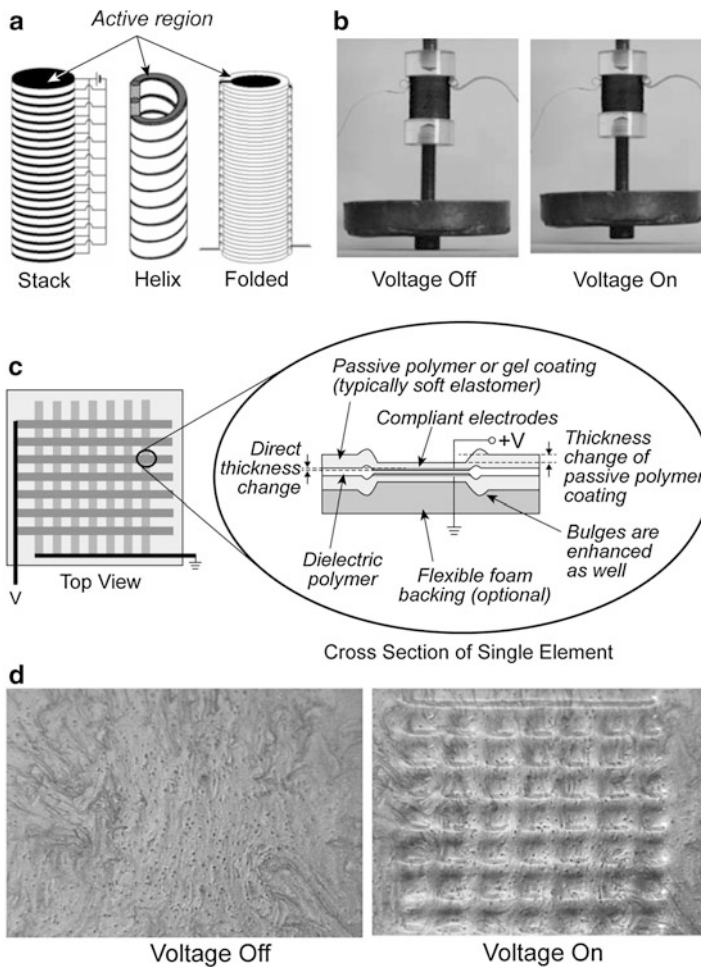 a
Active region
Stack
Helix
Folded
b
Voltage Off
Voltage On
c
Top View
V
Passive polymer or gel coating
(typically soft elastomer)
Compliant electrodes
+V
Direct
thickness
change
Thickness
change of
passive polymer
coating
Dielectric
polymer
Flexible foam
backing (optional)
Bulges are
enhanced
as well
Cross Section of Single Element
d
Voltage Off
Voltage On